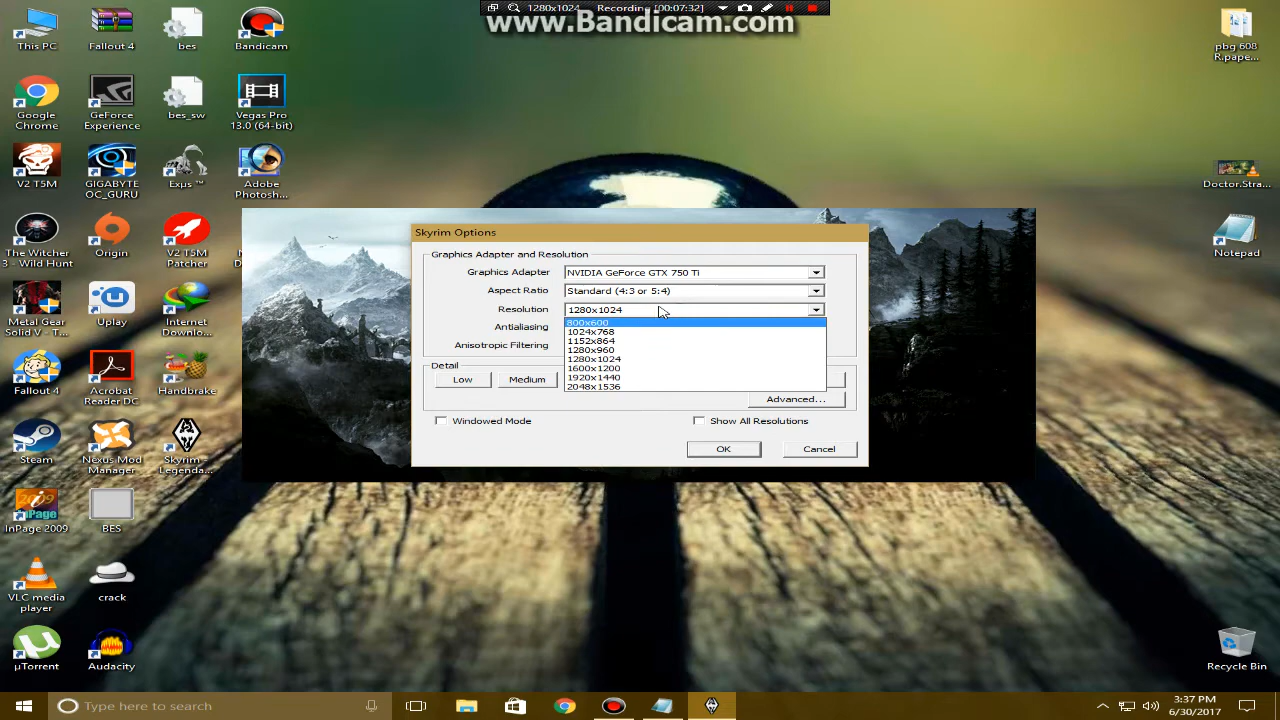 1280x1024 Recording [00:07:32]
www.Bandicam.com
This PC
Fallout 4
bes
Bandicam
pbg 608
R.pape...
Google
Chrome
GeForce
Experience
bes_sw
Vegas Pro
13.0 (64-bit)
V2 T5M
GIGABYTE
OC_GURU
Exps ™
Adobe
Photosh...
Doctor.Stra...
The Witcher
3 - Wild Hunt
Origin
V2 T5M
Patcher
Notepad
Metal Gear
Solid V - T...
Uplay
Internet
Downlo...
Fallout 4
Acrobat
Reader DC
Handbrake
Steam
Nexus Mod
Manager
Skyrim -
Legenda...
InPage 2009
BES
VLC media
player
crack
µTorrent
Audacity
Recycle Bin
Skyrim Options
Graphics Adapter and Resolution
Graphics Adapter NVIDIA GeForce GTX 750 Ti
Aspect Ratio Standard (4:3 or 5:4)
Resolution 1280x1024
Antialiasing
Anisotropic Filtering
800x600
1024x768
1152x864
1280x960
1280x1024
1600x1200
1920x1440
2048x1536
Detail
Low Medium
Advanced...
Windowed Mode Show All Resolutions
OK Cancel
Type here to search
3:37 PM
6/30/2017